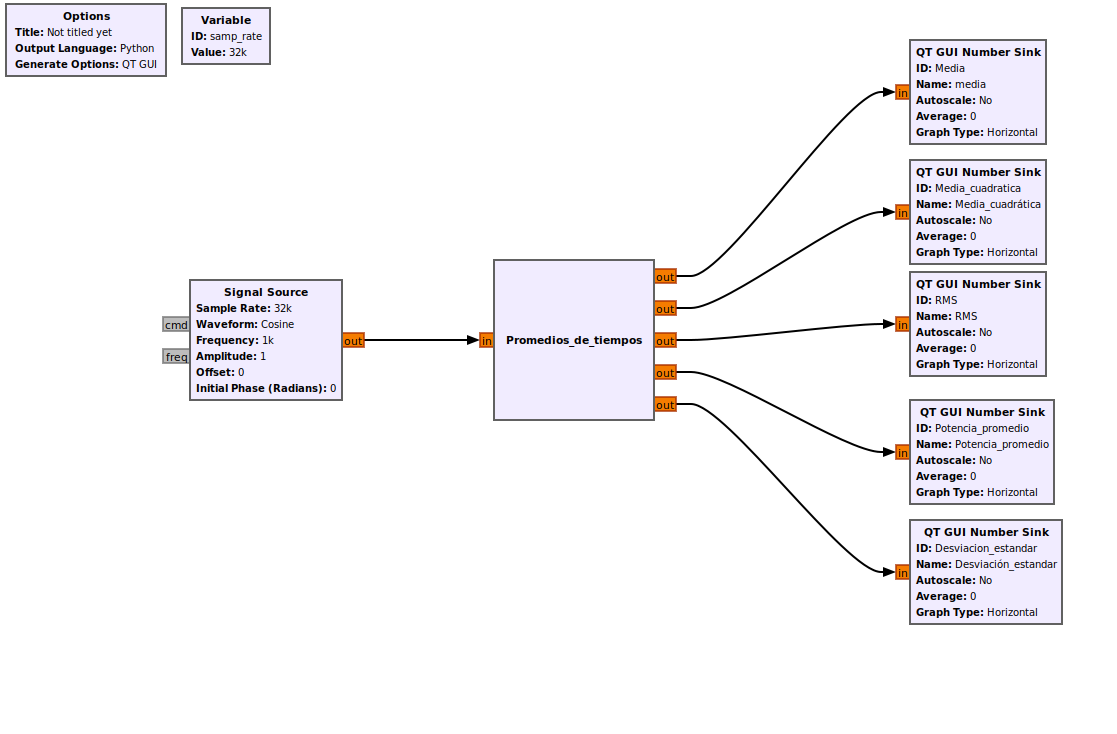 Options
Title: Not titled yet
Output Language: Python
Generate Options: QT GUI
Variable
ID: samp_rate
Value: 32k
Signal Source
Sample Rate: 32k
Waveform: Cosine
Frequency: 1k
Amplitude: 1
Offset: 0
Initial Phase (Radians): 0
cmd
freq
out
in
Promedios_de_tiempos
out
out
out
out
out
in
QT GUI Number Sink
ID: Media
Name: media
Autoscale: No
Average: 0
Graph Type: Horizontal
in
QT GUI Number Sink
ID: Media_cuadratica
Name: Media_cuadrática
Autoscale: No
Average: 0
Graph Type: Horizontal
in
QT GUI Number Sink
ID: RMS
Name: RMS
Autoscale: No
Average: 0
Graph Type: Horizontal
in
QT GUI Number Sink
ID: Potencia_promedio
Name: Potencia_promedio
Autoscale: No
Average: 0
Graph Type: Horizontal
in
QT GUI Number Sink
ID: Desviacion_estandar
Name: Desviación_estandar
Autoscale: No
Average: 0
Graph Type: Horizontal